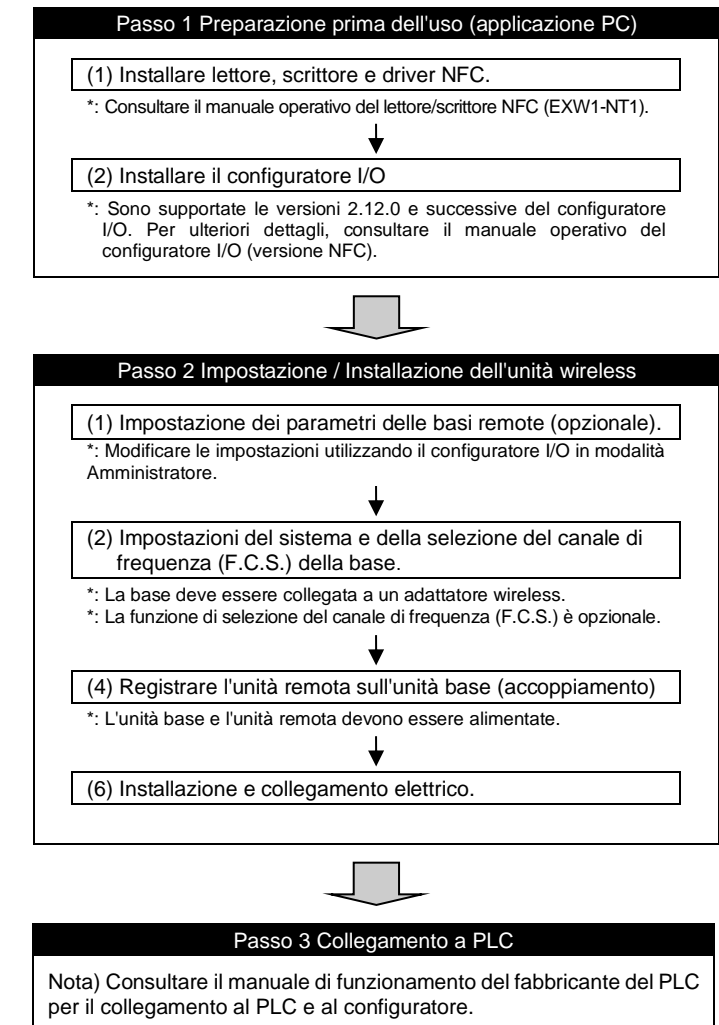 Passo 1 Preparazione prima dell'uso (applicazione PC)
(1) Installare lettore, scrittore e driver NFC.
*: Consultare il manuale operativo del lettore/scrittore NFC (EXW1-NT1).
(2) Installare il configuratore I/O
*: Sono supportate le versioni 2.12.0 e successive del configuratore
I/O. Per ulteriori dettagli, consultare il manuale operativo del
configuratore I/O (versione NFC).
Passo 2 Impostazione / Installazione dell'unità wireless
(1) Impostazione dei parametri delle basi remote (opzionale).
*: Modificare le impostazioni utilizzando il configuratore I/O in modalità
Amministratore.
(2) Impostazioni del sistema e della selezione del canale di
frequenza (F.C.S.) della base.
*: La base deve essere collegata a un adattatore wireless.
*: La funzione di selezione del canale di frequenza (F.C.S.) è opzionale.
(4) Registrare l'unità remota sull'unità base (accoppiamento)
*: L'unità base e l'unità remota devono essere alimentate.
(6) Installazione e collegamento elettrico.
Passo 3 Collegamento a PLC
Nota) Consultare il manuale di funzionamento del fabbricante del PLC
per il collegamento al PLC e al configuratore.